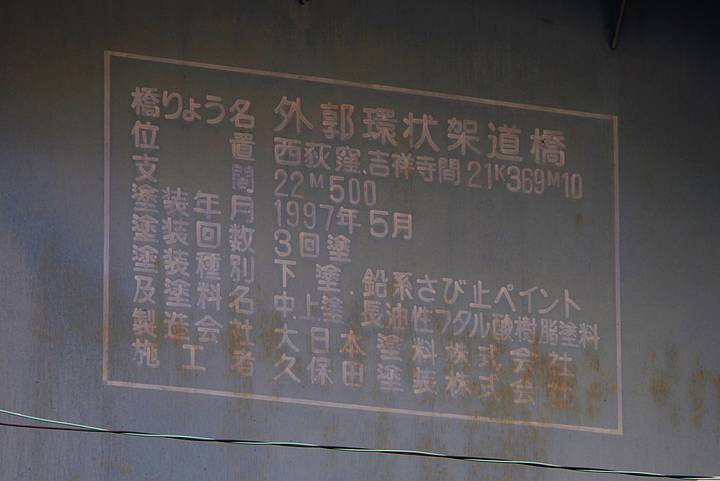 橋りょう名 外郭環状架道橋
位置 西荻窪.吉祥寺間 21K369M10
支間 22M500
塗装年月 1997年 5月
塗装回数 3回塗
塗装種別 下塗.鉛系さび止ペイント
及塗料名 中.上塗.長油性フタル酸樹脂塗料
製造会社 大日本塗料株式会社
施工者 久保田塗装株式会社